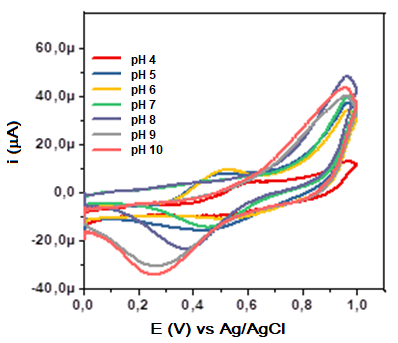 60,0µ
40,0µ
20,0µ
0,0
-20,0µ
-40,0µ
i (µA)
pH 4
pH 5
pH 6
pH 7
pH 8
pH 9
pH 10
0,0 0,2 0,4 0,6 0,8 1,0
E (V) vs Ag/AgCl